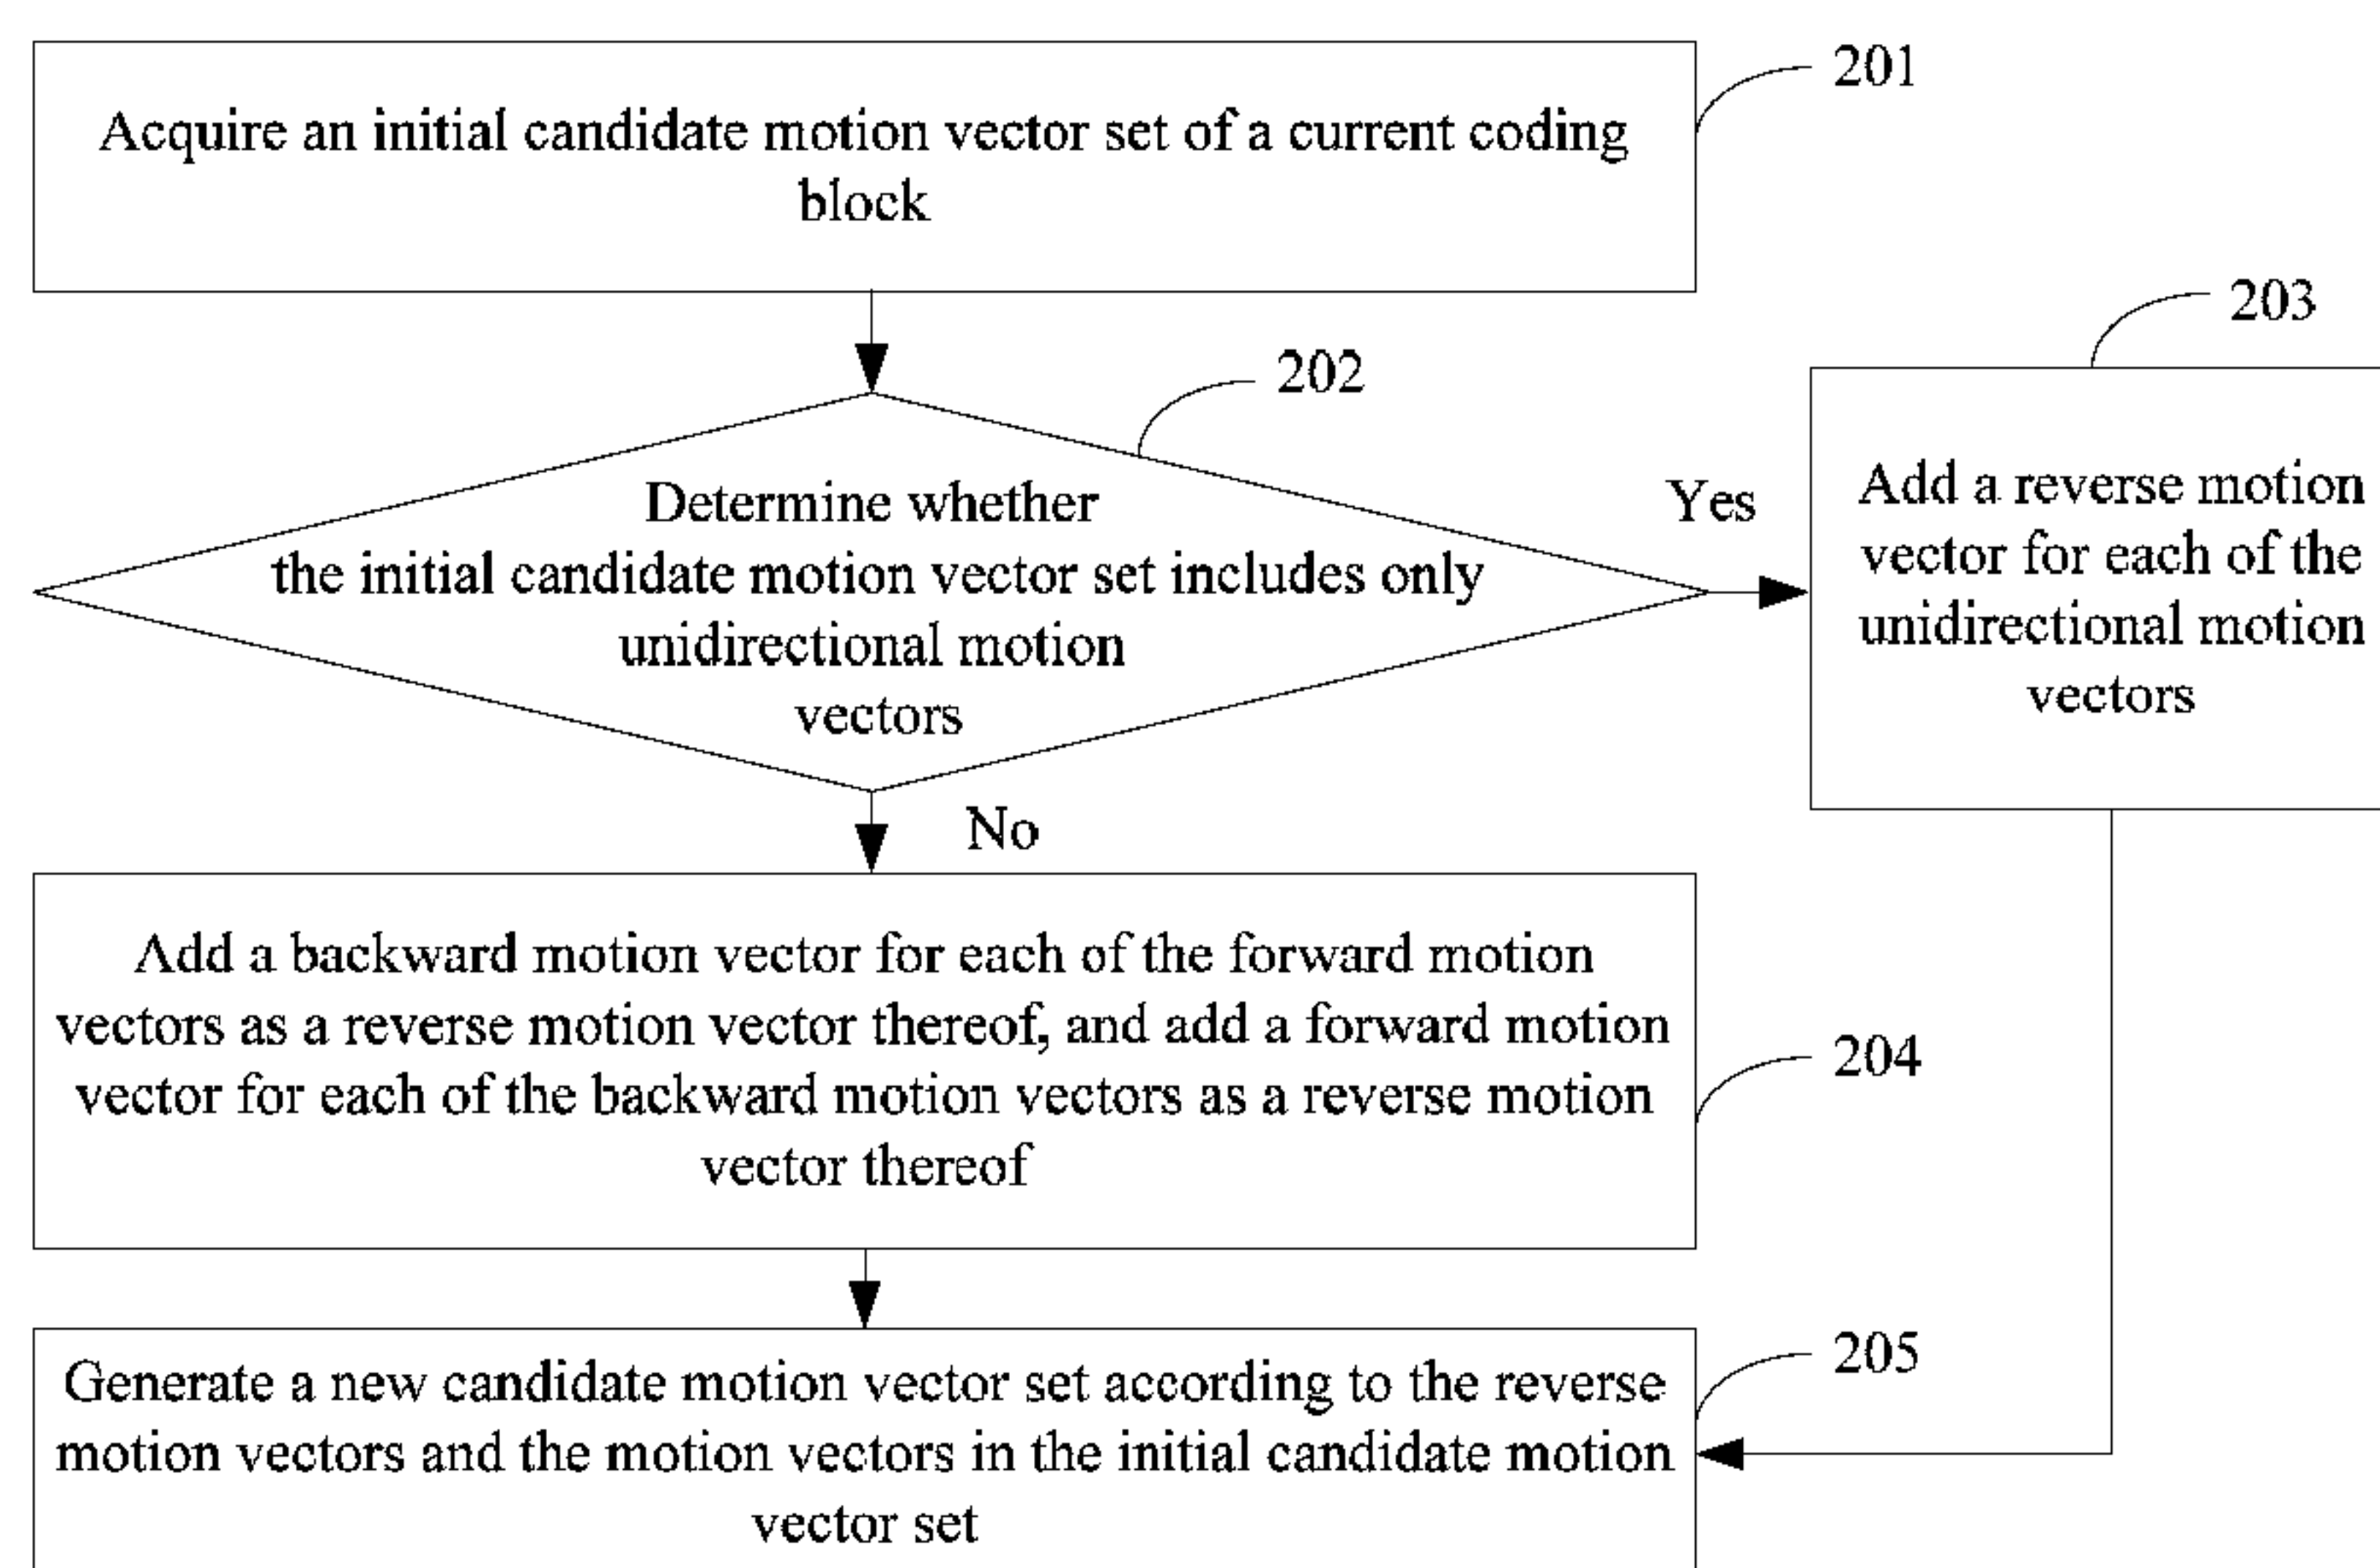 201
Acquire an initial candidate motion vector set of a current coding
block
202
Determine whether
the initial candidate motion vector set includes only
unidirectional motion
vectors
Yes
203
Add a reverse motion
vector for each of the
unidirectional motion
vectors
No
Add a backward motion vector for each of the forward motion
vectors as a reverse motion vector thereof, and add a forward motion
vector for each of the backward motion vectors as a reverse motion
vector thereof
204
Generate a new candidate motion vector set according to the reverse
motion vectors and the motion vectors in the initial candidate motion
vector set
205